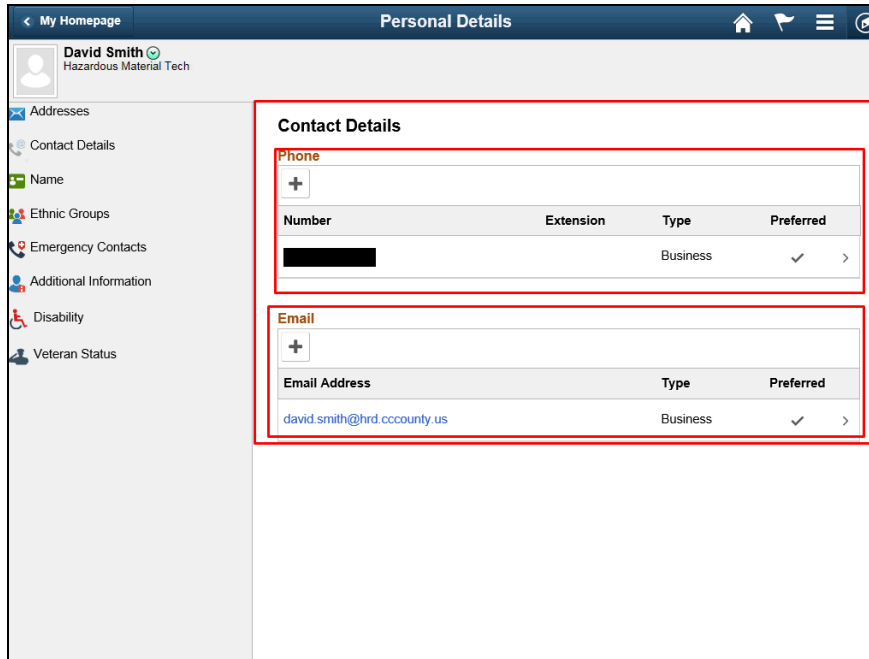 My Homepage
Personal Details
David Smith
Hazardous Material Tech
Addresses
Contact Details
Name
Ethnic Groups
Emergency Contacts
Additional Information
Disability
Veteran Status
Contact Details
Phone
Number Extension Type Preferred
Business
Email
Email Address Type Preferred
david.smith@hrd.cccounty.us Business